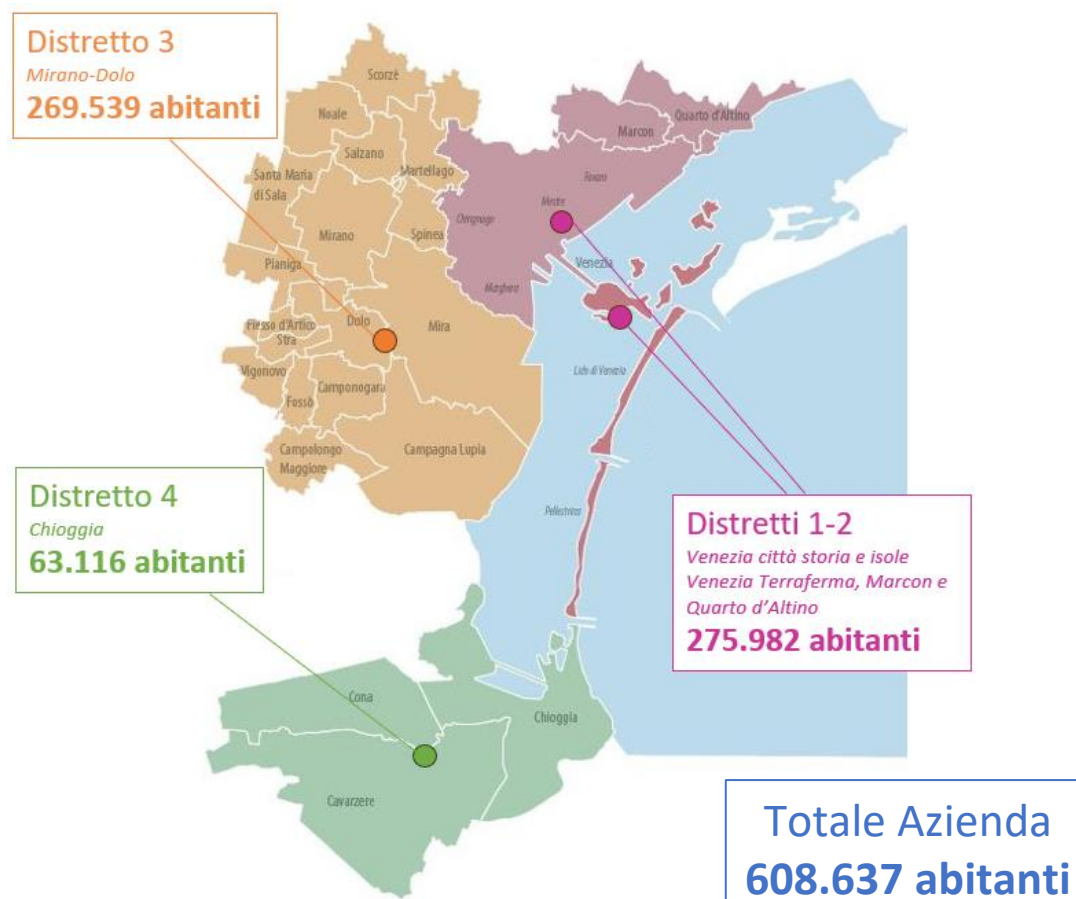 Distretto 3
Mirano-Dolo
269.539 abitanti
Scorzè
Noale
Salzano
Martellago
Santa Maria
di Sala
Mirano
Spinea
Pianiga
Fiesso d'Artico
Stra
Dolo
Mira
Vigonovo
Fossò
Camponogara
Campolongo
Maggiore
Campagna Lupia
Quarto d'Altino
Marcon
Favaro
Mestre
Chirignago
Marghera
Venezia
Lido di Venezia
Pellestrina
Distretto 4
Chioggia
63.116 abitanti
Distretti 1-2
Venezia città storia e isole
Venezia Terraferma, Marcon e
Quarto d'Altino
275.982 abitanti
Cona
Chioggia
Cavarzere
Totale Azienda
608.637 abitanti